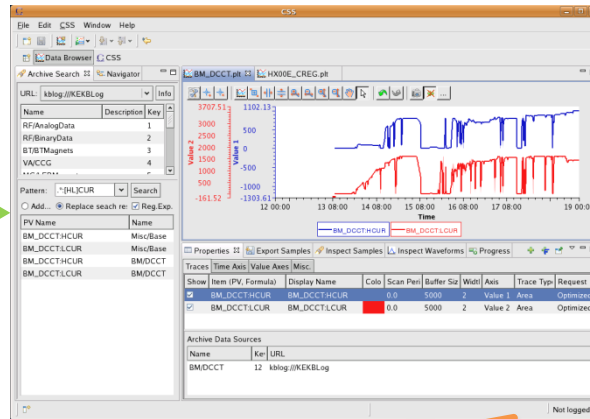 CSS
File Edit CSS Window Help
Data Browser CSS
Archive Search Navigator
URL: kblog:///KEKBLog Info
Name Description Key
RF/AnalogData 1
RF/BinaryData 2
BT/BTMagnets 3
VA/CCG 4
Pattern: .*[HL]CUR Search
Add... Replace seach re: Reg.Exp.
PV Name Name
BM_DCCT:HCUR Misc/Base
BM_DCCT:LCUR Misc/Base
BM_DCCT:HCUR BM/DCCT
BM_DCCT:LCUR BM/DCCT
BM_DCCT.plt HX00E_CREG.plt
3707.51 1102.13
3000
2500
2000
1500
1000
500
-161.52
Value 2
500
0
-500
-1000
-1303.61
Value 1
12 00:00 13 08:00 14 08:00 15 08:00 16 08:00 17 08:00 19 00:0
Time
BM_DCCT:HCUR BM_DCCT:LCUR
Properties Export Samples Inspect Samples Inspect Waveforms Progress
Traces Time Axis Value Axes Misc.
Show Item (PV, Formula) Display Name Colo Scan Peri Buffer Siz Widtl Axis Trace Typ Request
BM_DCCT:HCUR BM_DCCT:HCUR 0.0 5000 2 Value 1 Area Optimized
BM_DCCT:LCUR BM_DCCT:LCUR 0.0 5000 2 Value 2 Area Optimized
Archive Data Sources
Name Ke URL
BM/DCCT 12 kblog:///KEKBLog
Not logged